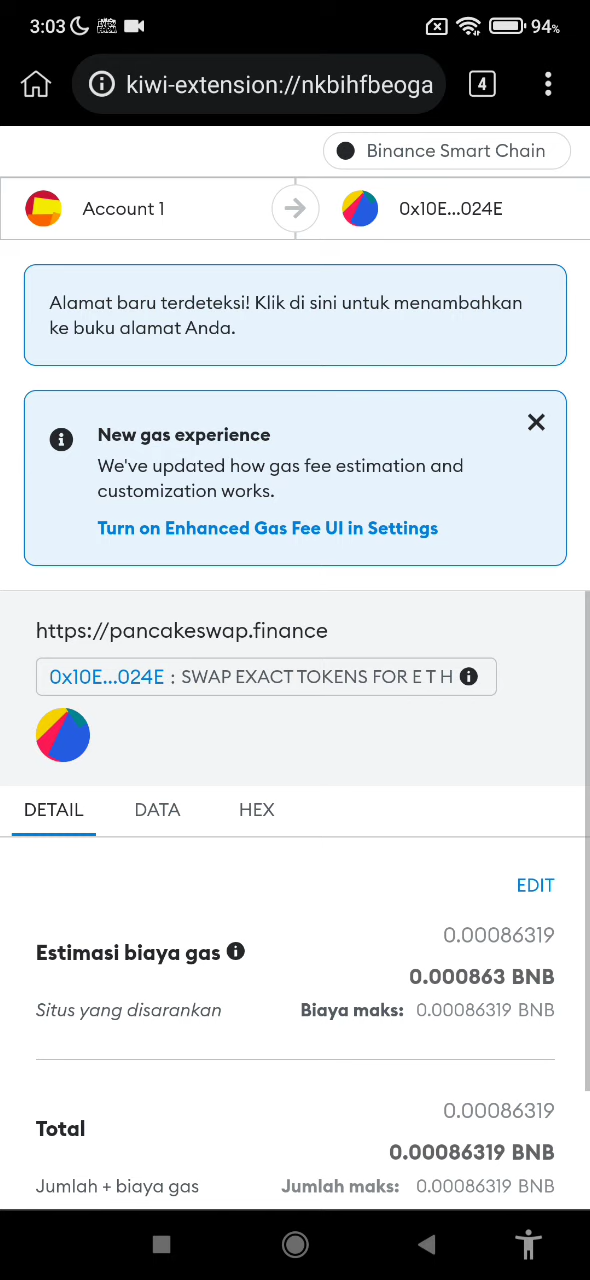 3:03
94%
kiwi-extension://nkbihfbeoga
4
Binance Smart Chain
Account 1
0x10E...024E
Alamat baru terdeteksi! Klik di sini untuk menambahkan
ke buku alamat Anda.
New gas experience
We've updated how gas fee estimation and
customization works.
Turn on Enhanced Gas Fee UI in Settings
https://pancakeswap.finance
0x10E...024E : SWAP EXACT TOKENS FOR E T H
DETAIL DATA HEX
EDIT
0.00086319
Estimasi biaya gas
0.000863 BNB
Situs yang disarankan Biaya maks: 0.00086319 BNB
0.00086319
Total
0.00086319 BNB
Jumlah + biaya gas Jumlah maks: 0.00086319 BNB